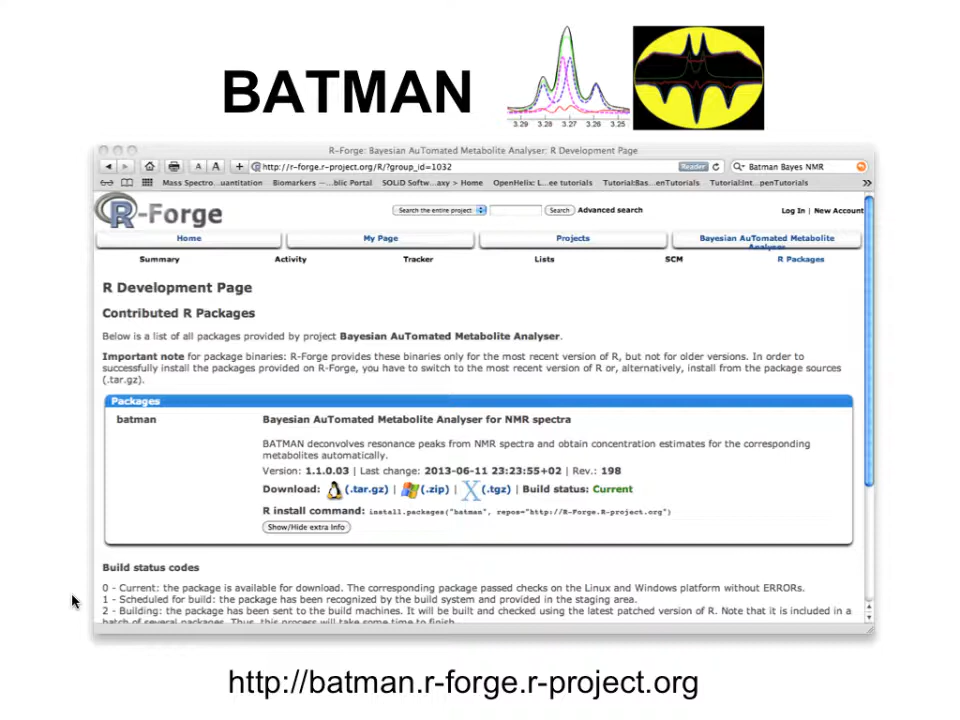 BATMAN
3.29 3.28 3.27 3.26 3.25
R-Forge: Bayesian AuTomated Metabolite Analyser: R Development Page
http://r-forge.r-project.org/R/?group_id=1032
Reader
Batman Bayes NMR
Mass Spectro...uantitation Biomarkers —...blic Portal SOLiD Softw...axy > Home OpenHelix: L...ee tutorials Tutorial:Bas...enTutorials Tutorial:Int...penTutorials
R-Forge
Search the entire project Search Advanced search
Log In | New Account
Home My Page Projects Bayesian AuTomated Metabolite
Analyser
Summary Activity Tracker Lists SCM R Packages
R Development Page
Contributed R Packages
Below is a list of all packages provided by project Bayesian AuTomated Metabolite Analyser.
Important note for package binaries: R-Forge provides these binaries only for the most recent version of R, but not for older versions. In order to
successfully install the packages provided on R-Forge, you have to switch to the most recent version of R or, alternatively, install from the package sources
(.tar.gz).
Packages
batman Bayesian AuTomated Metabolite Analyser for NMR spectra
BATMAN deconvolves resonance peaks from NMR spectra and obtain concentration estimates for the corresponding
metabolites automatically.
Version: 1.1.0.03 | Last change: 2013-06-11 23:23:55+02 | Rev.: 198
Download: (.tar.gz) | (.zip) | (.tgz) | Build status: Current
R install command: install.packages("batman", repos="http://R-Forge.R-project.org")
Show/Hide extra info
Build status codes
0 - Current: the package is available for download. The corresponding package passed checks on the Linux and Windows platform without ERRORs.
1 - Scheduled for build: the package has been recognized by the build system and provided in the staging area.
2 - Building: the package has been sent to the build machines. It will be built and checked using the latest patched version of R. Note that it is included in a
batch of several packages. Thus, this process will take some time to finish.
http://batman.r-forge.r-project.org